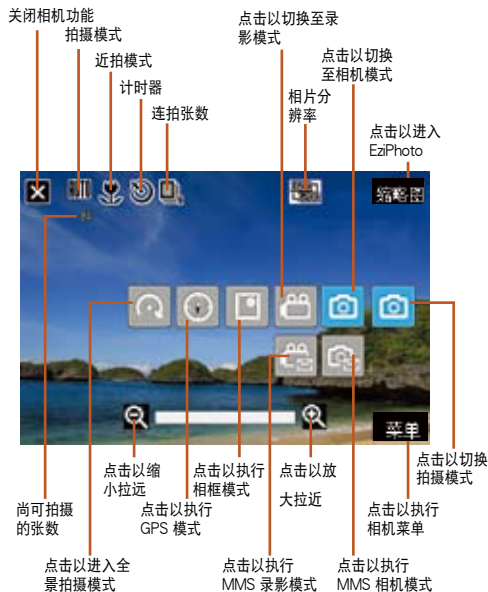 关闭相机功能
拍摄模式
近拍模式
计时器
连拍张数
点击以切换至录
影模式
点击以切换
至相机模式
相片分
辨率
点击以进入
EziPhoto
缩略图
菜单
点击以缩
小拉远
点击以执行
相框模式
点击以放
大拉近
点击以切换
拍摄模式
尚可拍摄
的张数
点击以执行
GPS 模式
点击以执行
相机菜单
点击以进入全
景拍摄模式
点击以执行
MMS 录影模式
点击以执行
MMS 相机模式